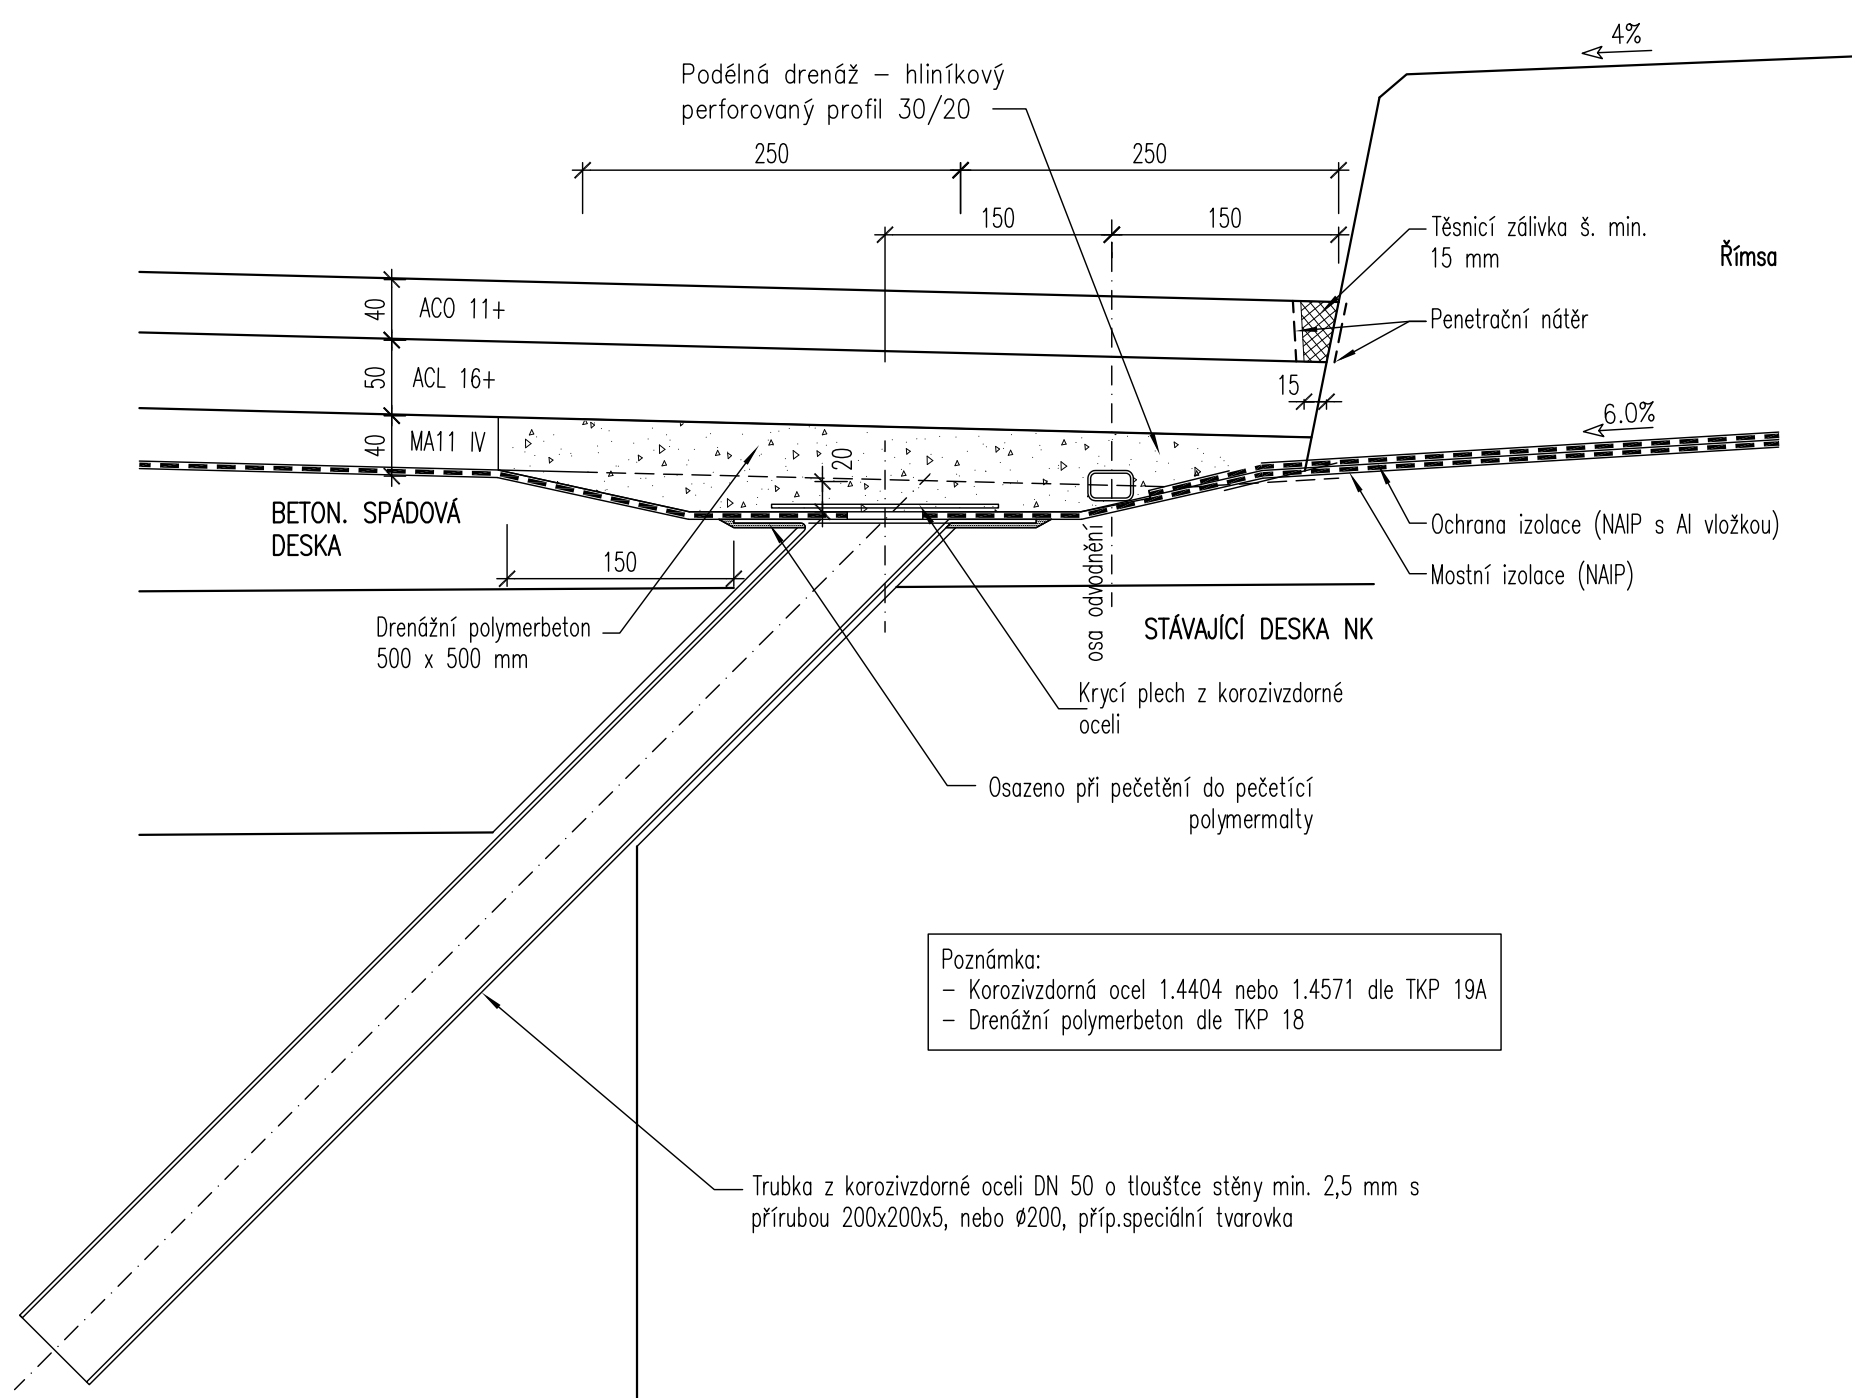 4%
Podélná drenáž – hliníkový
perforovaný profil 30/20
250
250
150
150
Těsnicí zálivka š. min.
15 mm
Římsa
40
ACO 11+
Penetrační nátěr
50
ACL 16+
15
6.0%
40
MA11 IV
20
BETON. SPÁDOVÁ
DESKA
Ochrana izolace (NAIP s Al vložkou)
150
Mostní izolace (NAIP)
osa odvodnění
Drenážní polymerbeton
500 x 500 mm
STÁVAJÍCÍ DESKA NK
Krycí plech z korozivzdorné
oceli
Osazeno při pečetění do pečetící
polymermalty
Poznámka:
– Korozivzdorná ocel 1.4404 nebo 1.4571 dle TKP 19A
– Drenážní polymerbeton dle TKP 18
Trubka z korozivzdorné oceli DN 50 o tloušťce stěny min. 2,5 mm s
přírubou 200x200x5, nebo Ø200, příp.speciální tvarovka